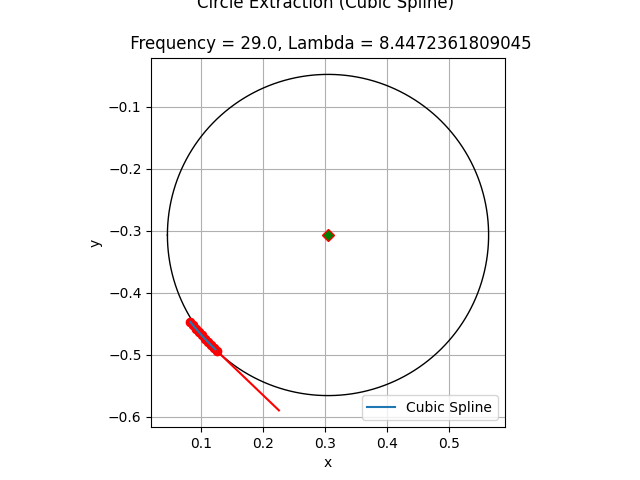 Circle Extraction (Cubic Spline)
Frequency = 29.0, Lambda = 8.4472361809045
−0.1
−0.2
−0.3
−0.4
−0.5
−0.6
y
0.1 0.2 0.3 0.4 0.5
x
Cubic Spline